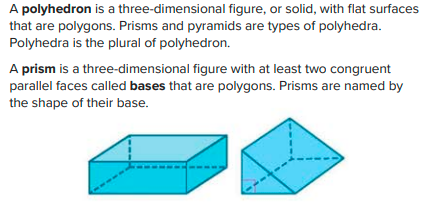 A polyhedron is a three-dimensional figure, or solid, with flat surfaces
that are polygons. Prisms and pyramids are types of polyhedra.
Polyhedra is the plural of polyhedron.
A prism is a three-dimensional figure with at least two congruent
parallel faces called bases that are polygons. Prisms are named by
the shape of their base.